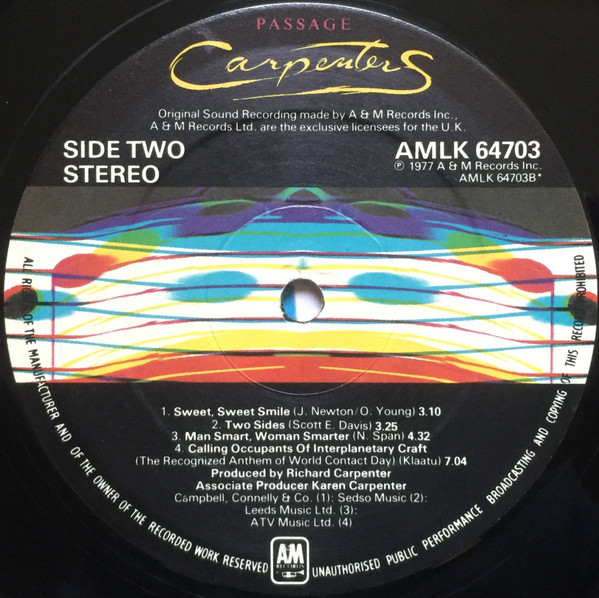 PASSAGE
Carpenters
Original Sound Recording made by A & M Records Inc.,
A & M Records Ltd. are the exclusive licensees for the U.K.
SIDE TWO
STEREO
AMLK 64703
℗ 1977 A & M Records Inc.
AMLK 64703B*
1. Sweet, Sweet Smile (J. Newton/O. Young) 3.10
2. Two Sides (Scott E. Davis) 3.25
3. Man Smart, Woman Smarter (N. Span) 4.32
4. Calling Occupants Of Interplanetary Craft
(The Recognized Anthem of World Contact Day) (Klaatu) 7.04
Produced by Richard Carpenter
Associate Producer Karen Carpenter
Campbell, Connelly & Co. (1): Sedso Music (2):
Leeds Music Ltd. (3):
ATV Music Ltd. (4)
ALL RIGHTS OF THE MANUFACTURER AND OF THE OWNER OF THE RECORDED WORK RESERVED
A&M
RECORDS
UNAUTHORISED PUBLIC PERFORMANCE BROADCASTING AND COPYING OF THIS RECORD PROHIBITED